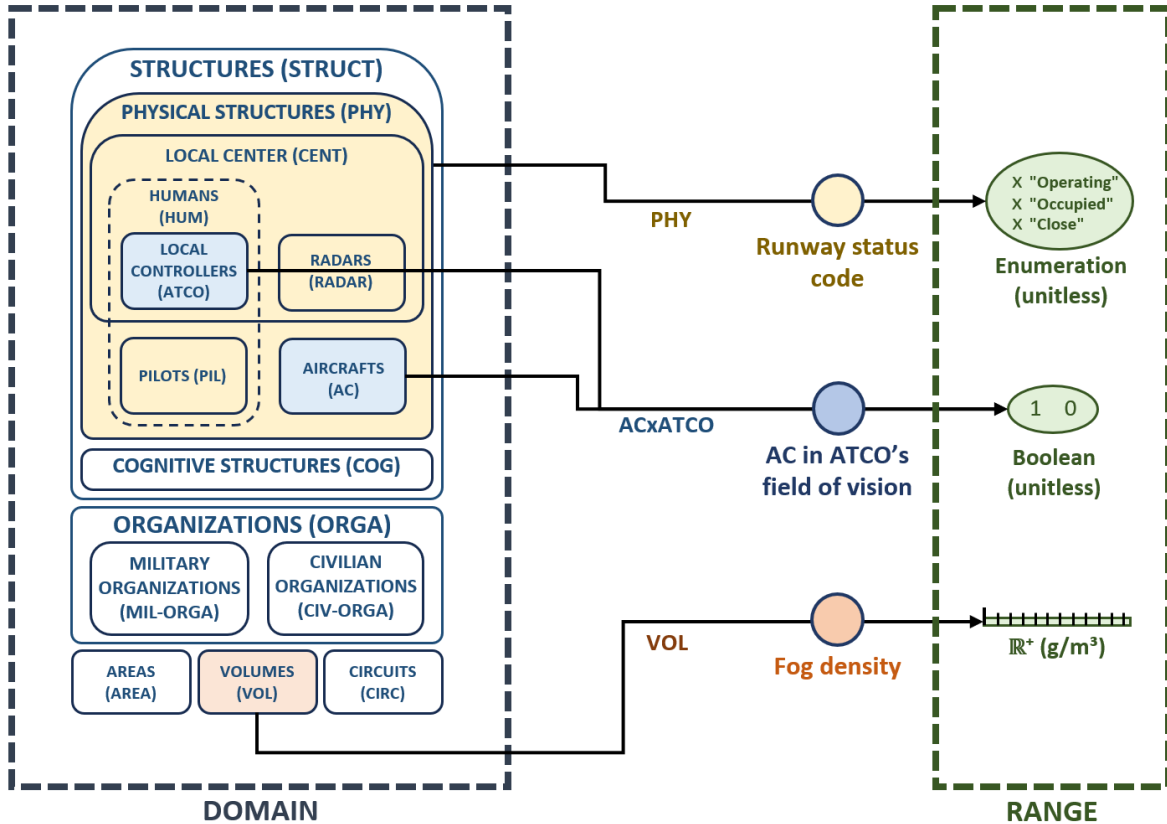 STRUCTURES (STRUCT)
PHYSICAL STRUCTURES (PHY)
LOCAL CENTER (CENT)
HUMANS
(HUM)
LOCAL
CONTROLLERS
(ATCO)
RADARS
(RADAR)
PILOTS (PIL)
AIRCRAFTS
(AC)
COGNITIVE STRUCTURES (COG)
ORGANIZATIONS (ORGA)
MILITARY
ORGANIZATIONS
(MIL-ORGA)
CIVILIAN
ORGANIZATIONS
(CIV-ORGA)
AREAS
(AREA)
VOLUMES
(VOL)
CIRCUITS
(CIRC)
DOMAIN
PHY
Runway status
code
ACxATCO
AC in ATCO’s
field of vision
VOL
Fog density
X "Operating"
X "Occupied"
X "Close"
Enumeration
(unitless)
1 0
Boolean
(unitless)
ℝ⁺ (g/m³)
RANGE